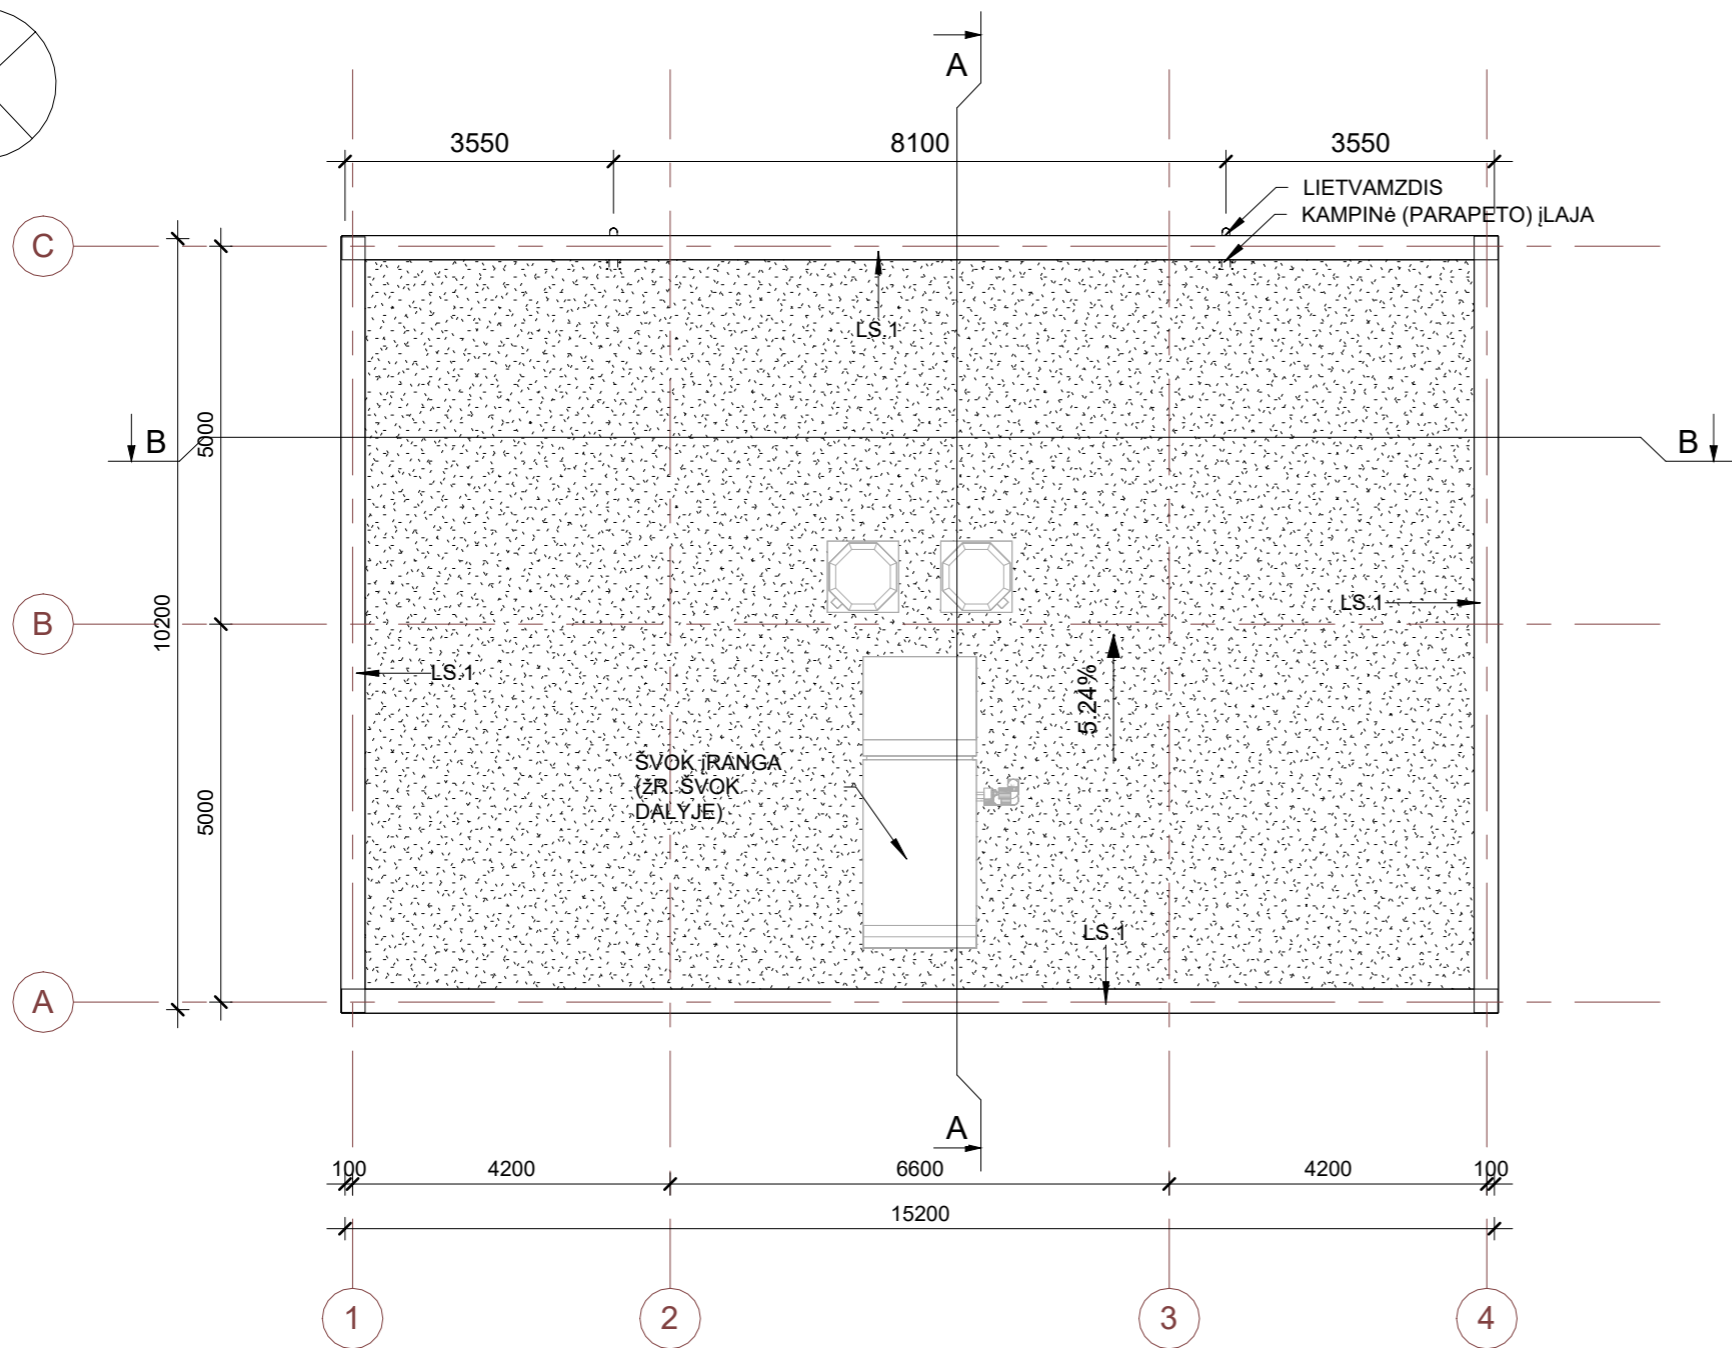 A
3550
8100
3550
LIETVAMZDIS
KAMPINė (PARAPETO) įLAJA
C
LS.1
5000
B
B
10200
B
LS.1
LS.1
5.24%
ŠVOK įRANGA
(žR. ŠVOK
DALYJE)
5000
LS.1
A
A
100
4200
6600
4200
100
15200
1
2
3
4